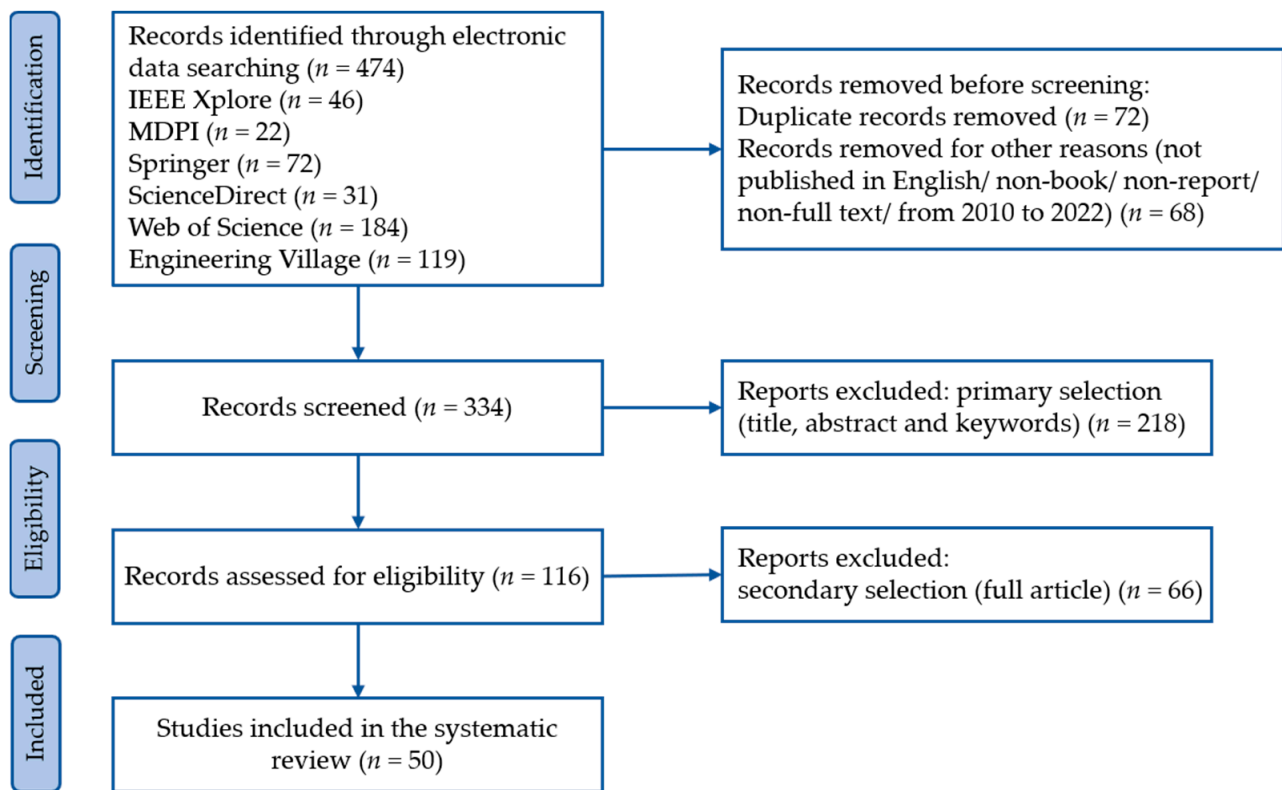 Identification
Records identified through electronic
data searching (n = 474)
IEEE Xplore (n = 46)
MDPI (n = 22)
Springer (n = 72)
ScienceDirect (n = 31)
Web of Science (n = 184)
Engineering Village (n = 119)
Records removed before screening:
Duplicate records removed (n = 72)
Records removed for other reasons (not
published in English/ non-book/ non-report/
non-full text/ from 2010 to 2022) (n = 68)
Screening
Records screened (n = 334)
Reports excluded: primary selection
(title, abstract and keywords) (n = 218)
Eligibility
Records assessed for eligibility (n = 116)
Reports excluded:
secondary selection (full article) (n = 66)
Included
Studies included in the systematic
review (n = 50)